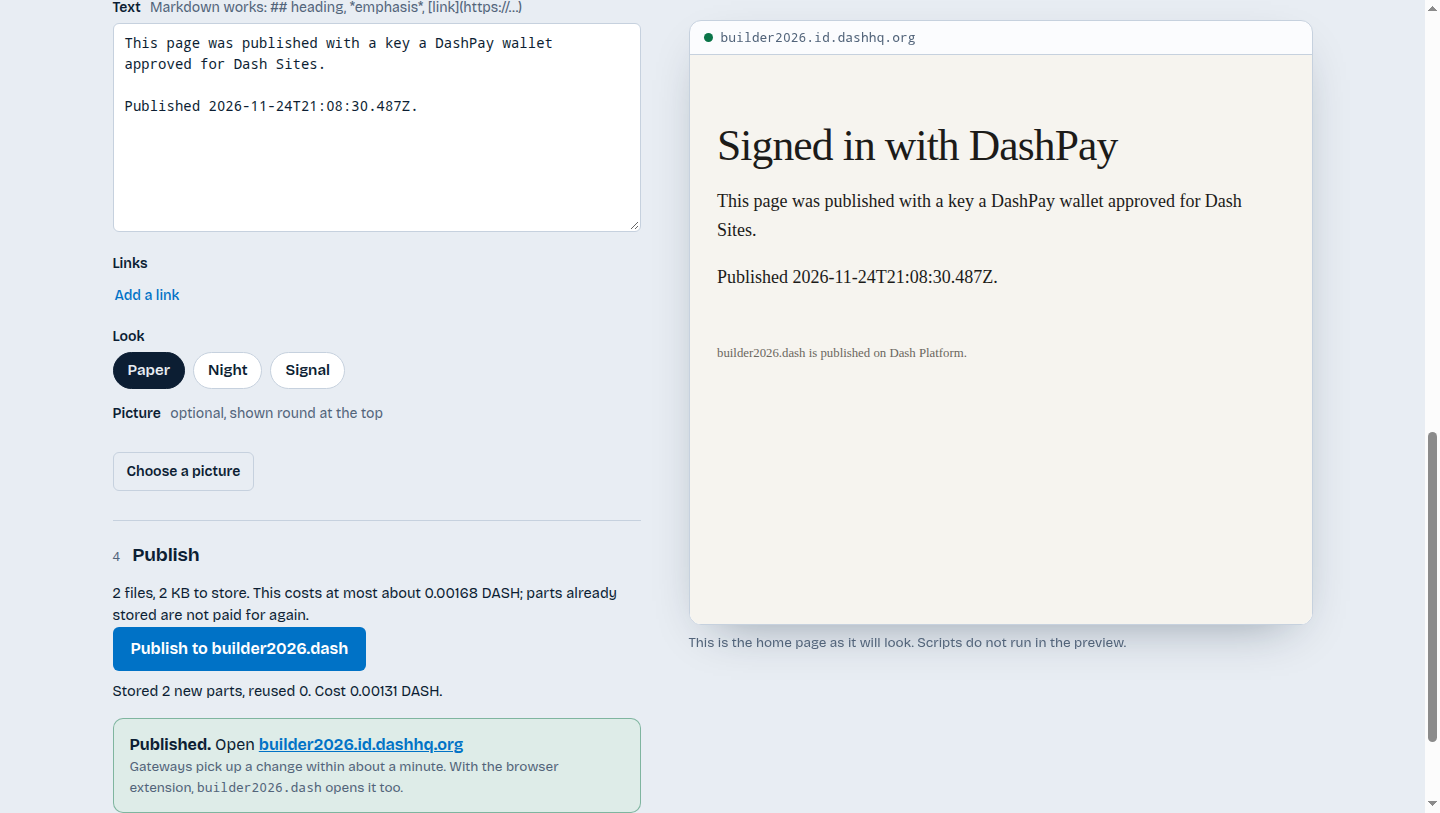 Text Markdown works: ## heading, *emphasis*, [link](https://...)
This page was published with a key a DashPay wallet
approved for Dash Sites.
Published 2026-11-24T21:08:30.487Z.
Links
Add a link
Look
Paper Night Signal
Picture optional, shown round at the top
Choose a picture
4 Publish
2 files, 2 KB to store. This costs at most about 0.00168 DASH; parts already
stored are not paid for again.
Publish to builder2026.dash
Stored 2 new parts, reused 0. Cost 0.00131 DASH.
Published. Open builder2026.id.dashhq.org
Gateways pick up a change within about a minute. With the browser
extension, builder2026.dash opens it too.
builder2026.id.dashhq.org
Signed in with DashPay
This page was published with a key a DashPay wallet approved for Dash
Sites.
Published 2026-11-24T21:08:30.487Z.
builder2026.dash is published on Dash Platform.
This is the home page as it will look. Scripts do not run in the preview.